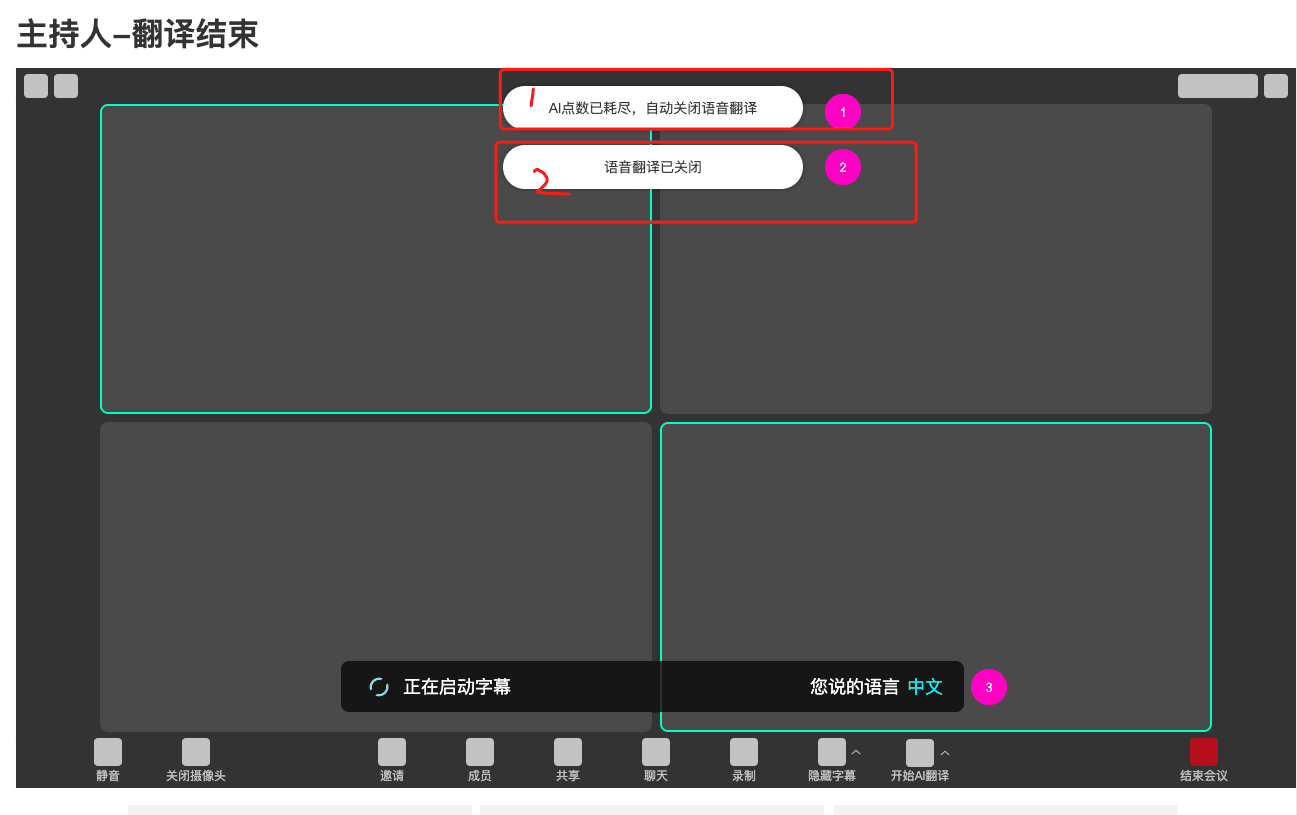 主持人-翻译结束
1
AI点数已耗尽，自动关闭语音翻译
1
2
语音翻译已关闭
2
正在启动字幕
您说的语言 中文
3
静音
关闭摄像头
邀请
成员
共享
聊天
录制
隐藏字幕
开始AI翻译
结束会议